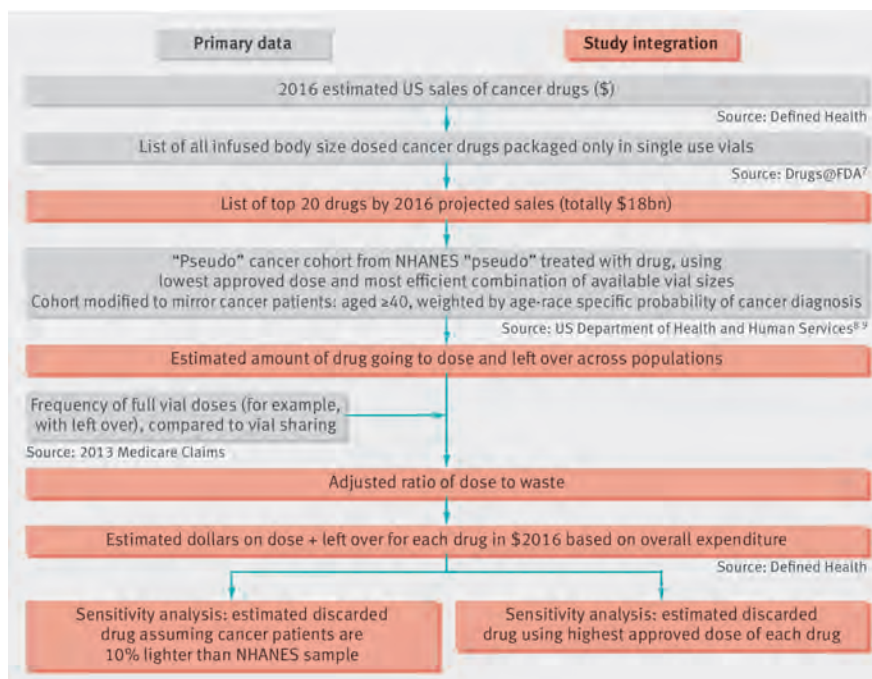 Primary data
Study integration
2016 estimated US sales of cancer drugs ($)
Source: Defined Health
List of all infused body size dosed cancer drugs packaged only in single use vials
Source: Drugs@FDA7
List of top 20 drugs by 2016 projected sales (totally $18bn)
“Pseudo” cancer cohort from NHANES “pseudo” treated with drug, using
lowest approved dose and most efficient combination of available vial sizes
Cohort modified to mirror cancer patients: aged ≥40, weighted by age-race specific probability of cancer diagnosis
Source: US Department of Health and Human Services8 9
Estimated amount of drug going to dose and left over across populations
Frequency of full vial doses (for example,
with left over), compared to vial sharing
Source: 2013 Medicare Claims
Adjusted ratio of dose to waste
Estimated dollars on dose + left over for each drug in $2016 based on overall expenditure
Source: Defined Health
Sensitivity analysis: estimated discarded
drug assuming cancer patients are
10% lighter than NHANES sample
Sensitivity analysis: estimated discarded
drug using highest approved dose of each drug